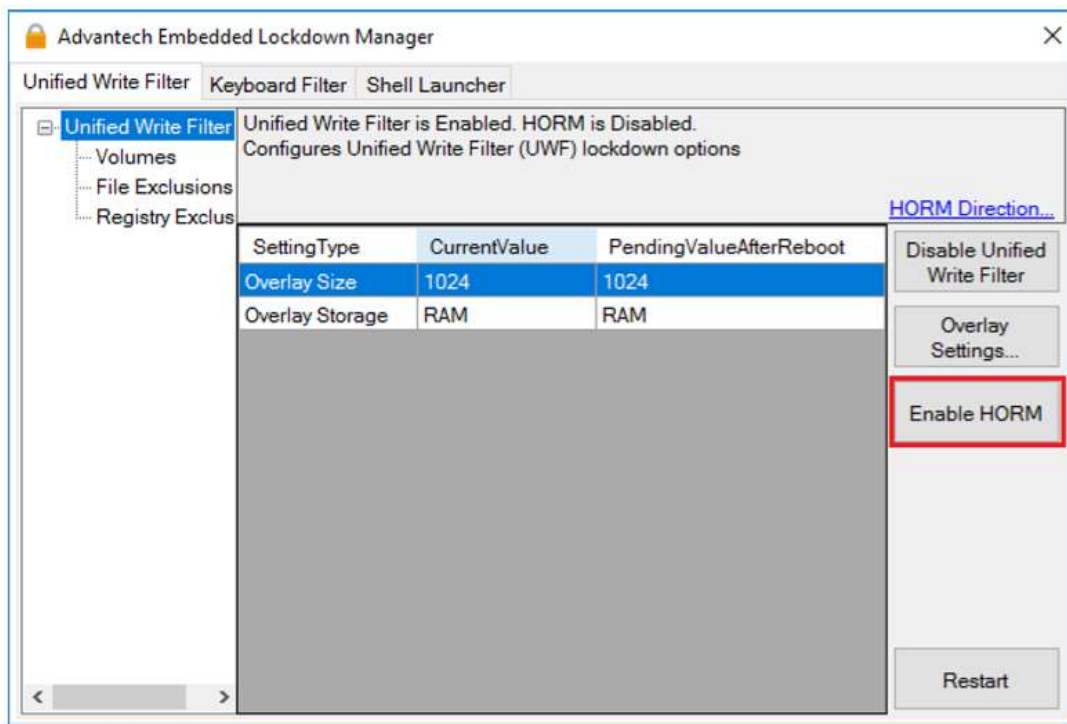 Advantech Embedded Lockdown Manager
Unified Write Filter Keyboard Filter Shell Launcher
Unified Write Filter
Volumes
File Exclusions
Registry Exclus
Unified Write Filter is Enabled. HORM is Disabled.
Configures Unified Write Filter (UWF) lockdown options
HORM Direction...
SettingType CurrentValue PendingValueAfterReboot
Overlay Size 1024 1024
Overlay Storage RAM RAM
Disable Unified
Write Filter
Overlay
Settings...
Enable HORM
Restart